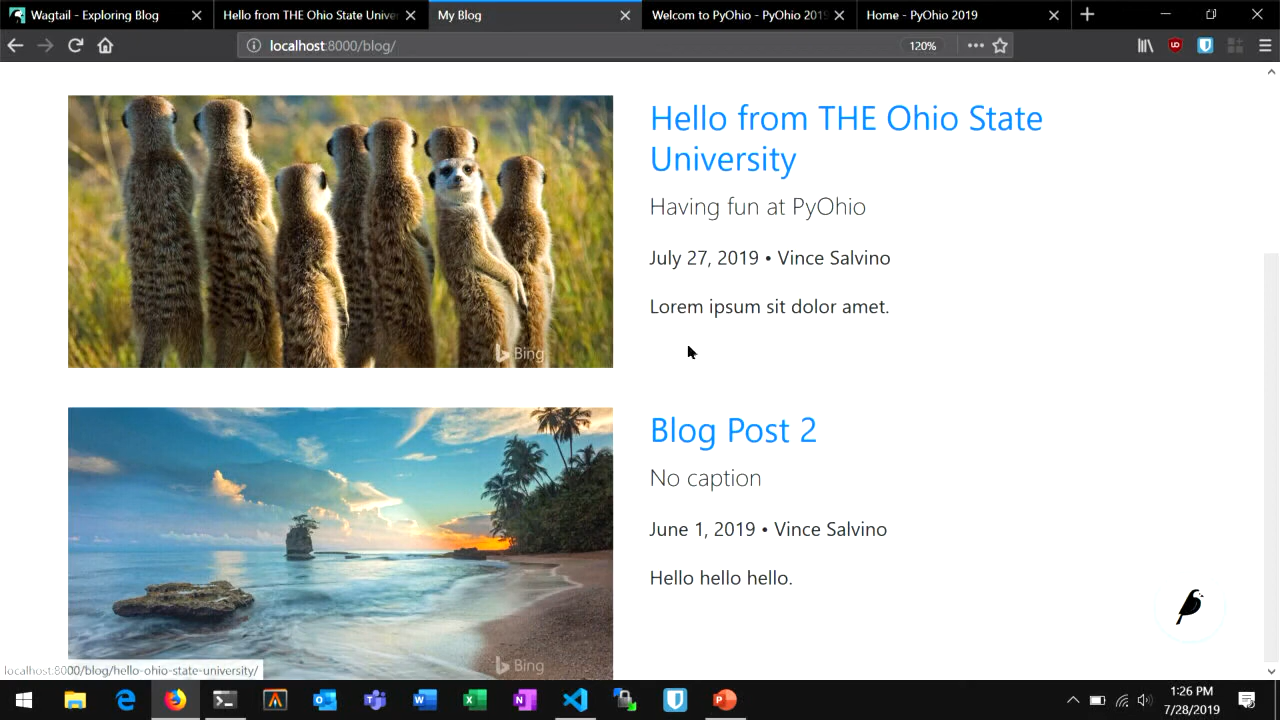 Wagtail - Exploring Blog
Hello from THE Ohio State Univer
My Blog
Welcom to PyOhio - PyOhio 2019
Home - PyOhio 2019
localhost:8000/blog/
120%
Hello from THE Ohio State
University
Having fun at PyOhio
July 27, 2019 • Vince Salvino
Lorem ipsum sit dolor amet.
Bing
Blog Post 2
No caption
June 1, 2019 • Vince Salvino
Hello hello hello.
Bing
localhost:8000/blog/hello-ohio-state-university/
1:26 PM
7/28/2019